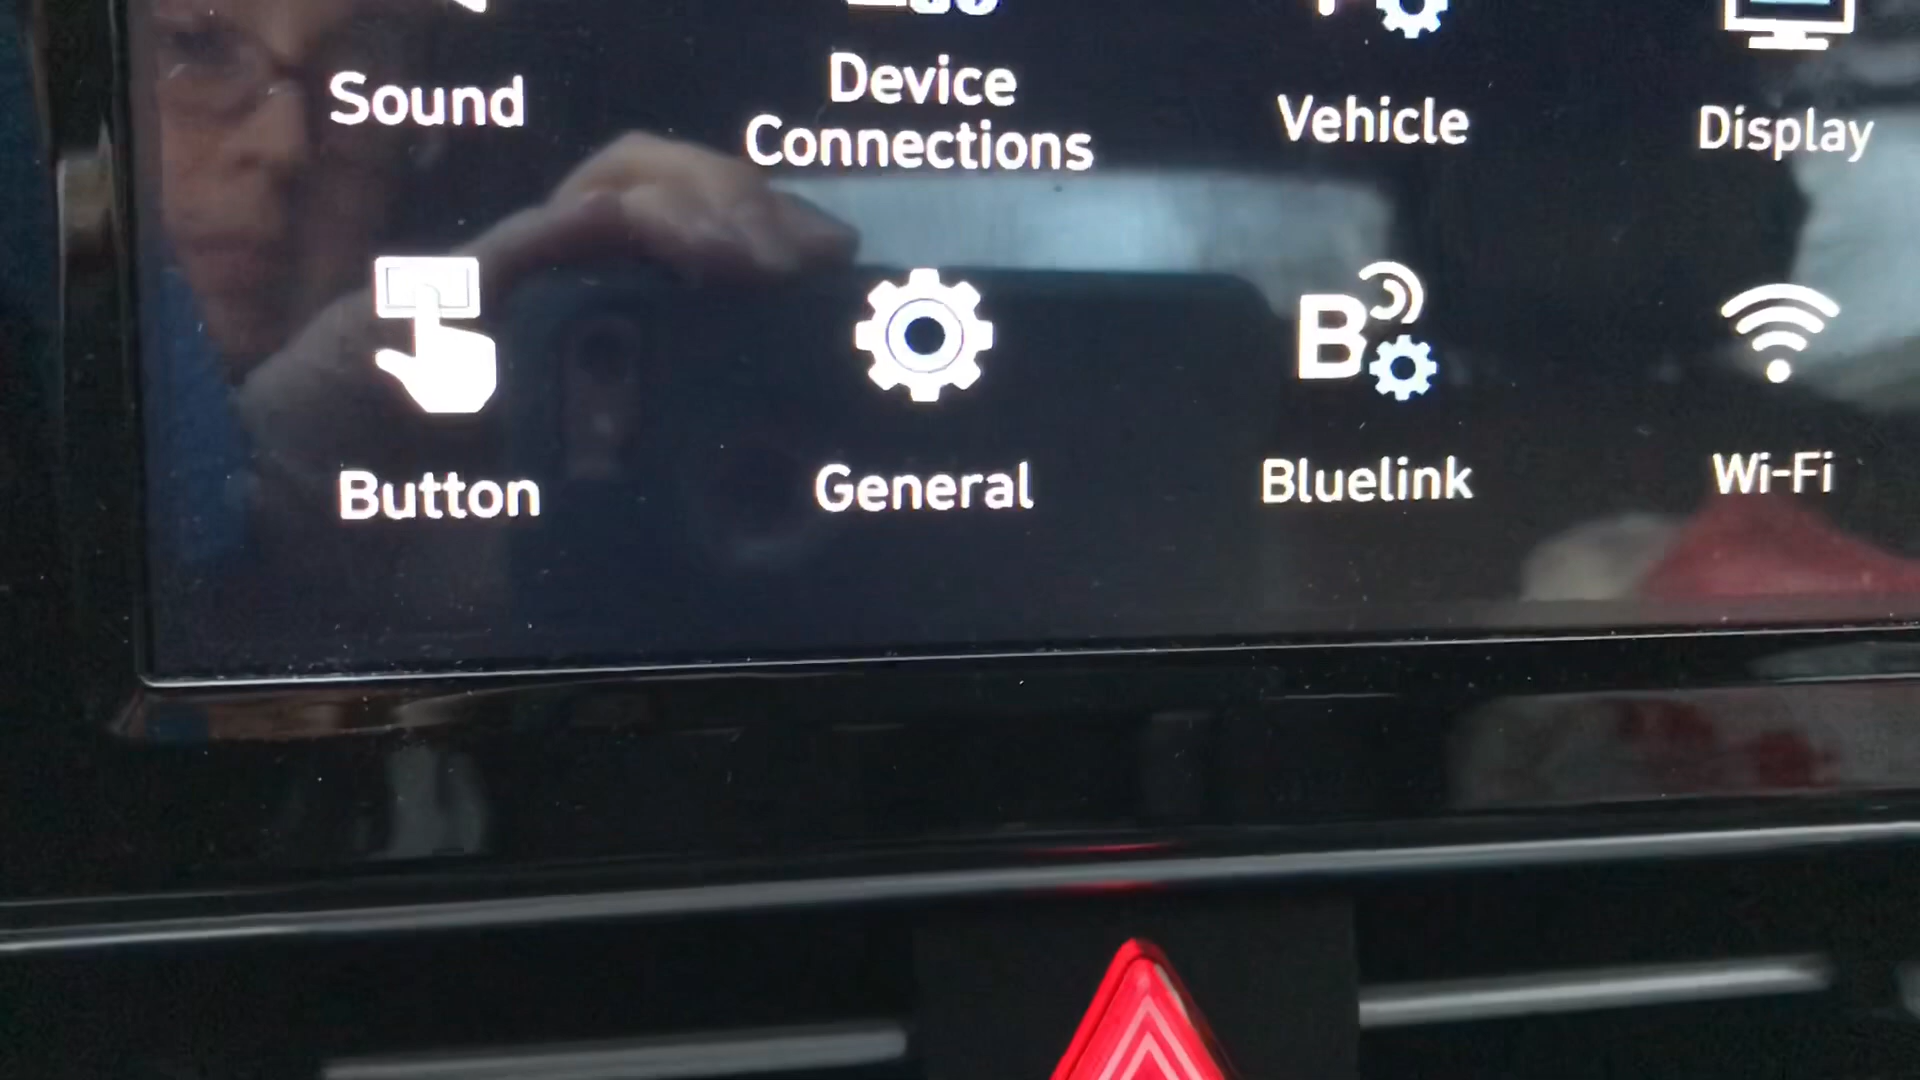 Sound
Device
Connections
Vehicle
Display
B
Button
General
Bluelink
Wi-Fi